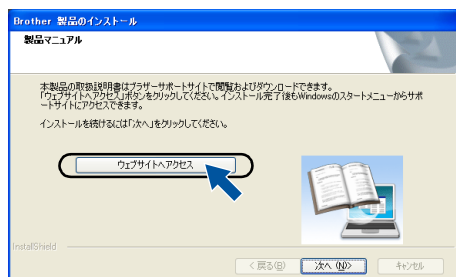 Brother 製品のインストール
製品マニュアル
本製品の取扱説明書はブラザーサポートサイトで閲覧およびダウンロードできます。
「ウェブサイトへアクセス」ボタンをクリックしてください。インストール完了後もWindowsのスタートメニューからサポ
ートサイトにアクセスできます。
インストールを続けるには「次へ」をクリックしてください。
ウェブサイトへアクセス
InstallShield
< 戻る(B)
次へ (N)>
キャンセル